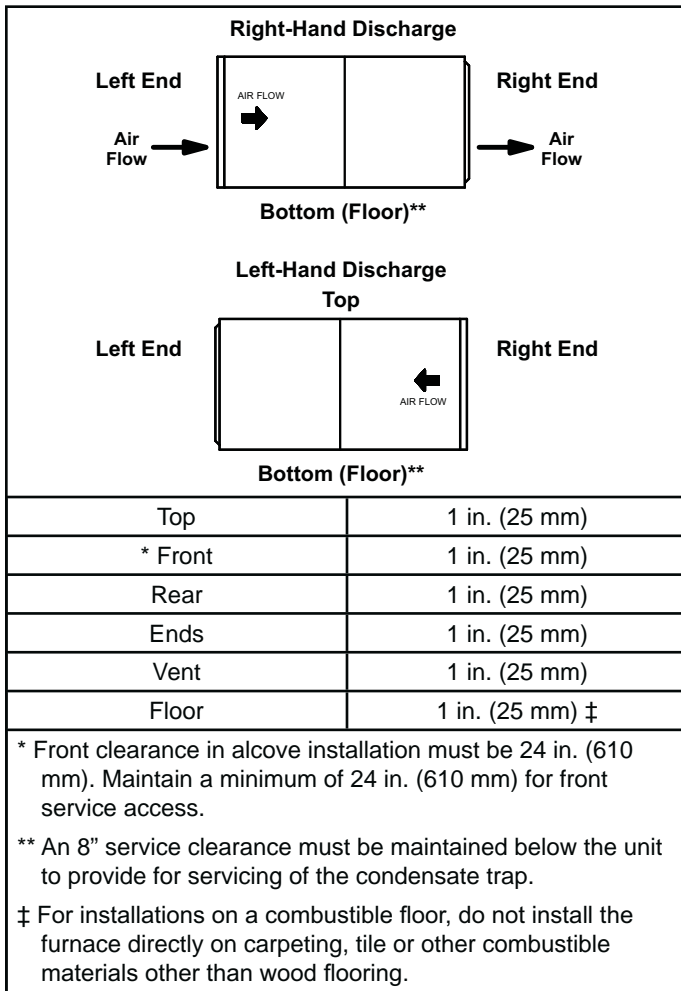 Right-Hand Discharge
Left End
Right End
AIR FLOW
Air
Flow
Air
Flow
Bottom (Floor)**
Left-Hand Discharge
Top
Left End
Right End
AIR FLOW
Bottom (Floor)**
Top 1 in. (25 mm)
* Front 1 in. (25 mm)
Rear 1 in. (25 mm)
Ends 1 in. (25 mm)
Vent 1 in. (25 mm)
Floor 1 in. (25 mm) ‡
* Front clearance in alcove installation must be 24 in. (610
mm). Maintain a minimum of 24 in. (610 mm) for front
service access.
** An 8” service clearance must be maintained below the unit
to provide for servicing of the condensate trap.
‡ For installations on a combustible floor, do not install the
furnace directly on carpeting, tile or other combustible
materials other than wood flooring.